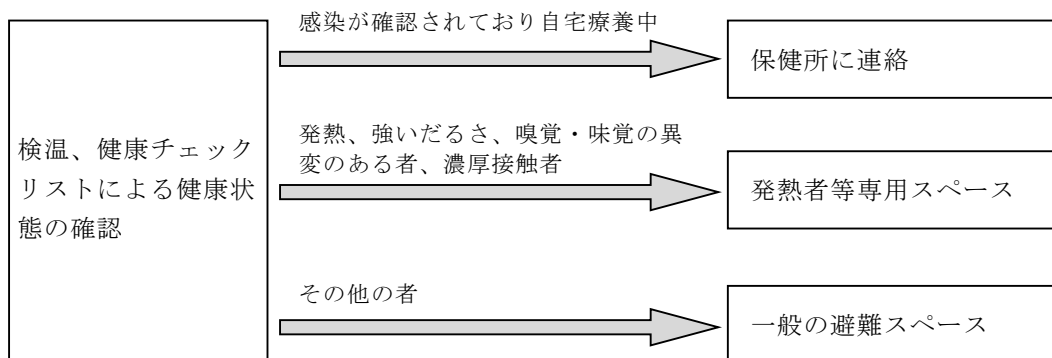 感染が確認されており自宅療養中
保健所に連絡
検温、健康チェック
リストによる健康状
態の確認
発熱、強いだるさ、嗅覚・味覚の異
変のある者、濃厚接触者
発熱者等専用スペース
その他の者
一般の避難スペース